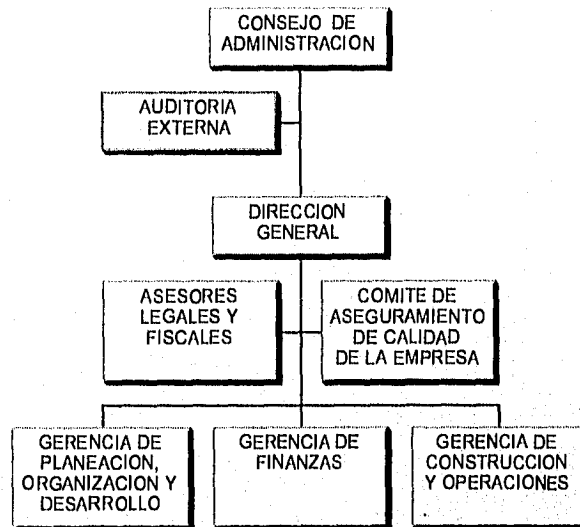 CONSEJO DE
ADMINISTRACION
AUDITORIA
EXTERNA
DIRECCION
GENERAL
ASESORES
LEGALES Y
FISCALES
COMITE DE
ASEGURAMIENTO
DE CALIDAD
DE LA EMPRESA
GERENCIA DE
PLANEACION,
ORGANIZACION Y
DESARROLLO
GERENCIA DE
FINANZAS
GERENCIA DE
CONSTRUCCION
Y OPERACIONES